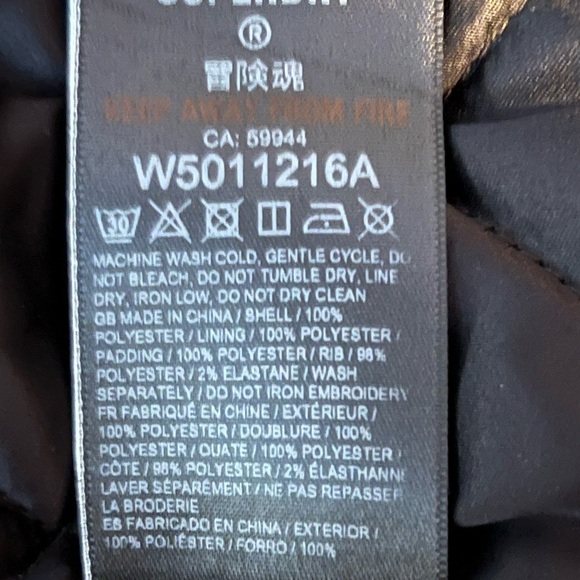 SUPERDRY
®
冒険魂
KEEP AWAY FROM FIRE
CA: 59944
W5011216A
30
MACHINE WASH COLD, GENTLE CYCLE, DO
NOT BLEACH, DO NOT TUMBLE DRY, LINE
DRY, IRON LOW, DO NOT DRY CLEAN
GB MADE IN CHINA / SHELL / 100%
POLYESTER / LINING / 100% POLYESTER /
PADDING / 100% POLYESTER / RIB / 98%
POLYESTER / 2% ELASTANE / WASH
SEPARATELY / DO NOT IRON EMBROIDERY
FR FABRIQUÉ EN CHINE / EXTÉRIEUR /
100% POLYESTER / DOUBLURE / 100%
POLYESTER / OUATE / 100% POLYESTER /
CÔTE / 98% POLYESTER / 2% ÉLASTHANNE
LAVER SÉPARÉMENT / NE PAS REPASSER
LA BRODERIE
ES FABRICADO EN CHINA / EXTERIOR /
100% POLIÉSTER / FORRO / 100%